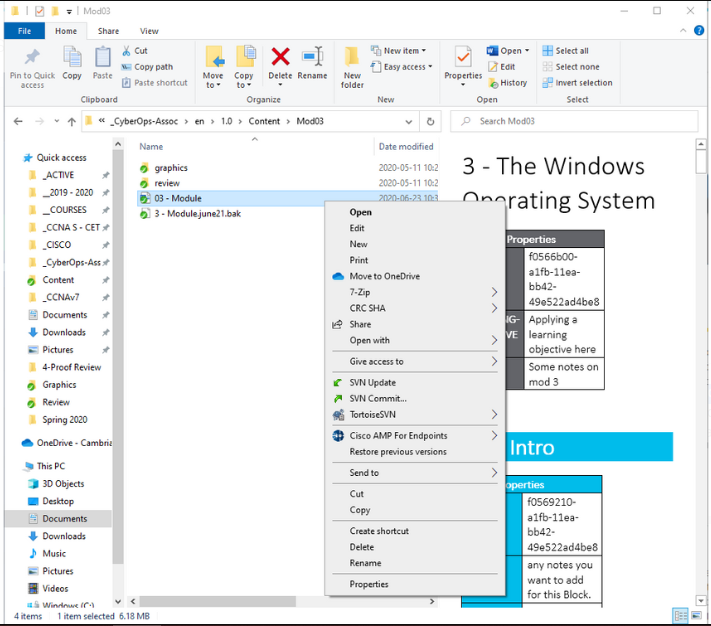 Mod03
File Home Share View
Pin to Quick access
Copy
Paste
Cut
Copy path
Paste shortcut
Clipboard
Move to
Copy to
Delete
Rename
Organize
New folder
New item
Easy access
New
Properties
Open
Edit
History
Open
Select all
Select none
Invert selection
Select
« _CyberOps-Assoc > en > 1.0 > Content > Mod03
Search Mod03
Quick access
_ACTIVE
__2019 - 2020
__COURSES
_CCNA S - CET
_CISCO
_CyberOps-Ass
Content
_CCNAv7
Documents
Downloads
Pictures
4-Proof Review
Graphics
Review
Spring 2020
OneDrive - Cambria
This PC
3D Objects
Desktop
Documents
Downloads
Music
Pictures
Videos
Windows (C:)
Name Date modified
graphics 2020-05-11 10:2
review 2020-05-11 10:2
03 - Module 2020-06-23 10:3
3 - Module.june21.bak
Open
Edit
New
Print
Move to OneDrive
7-Zip
CRC SHA
Share
Open with
Give access to
SVN Update
SVN Commit...
TortoiseSVN
Cisco AMP For Endpoints
Restore previous versions
Send to
Cut
Copy
Create shortcut
Delete
Rename
Properties
3 - The Windows
Operating System
Properties
f0566b00-
a1fb-11ea-
bb42-
49e522ad4be8
NG-
VE
Applying a
learning
objective here
Some notes on
mod 3
Intro
operties
f0569210-
a1fb-11ea-
bb42-
49e522ad4be8
any notes you
want to add
for this Block.
4 items 1 item selected 6.18 MB